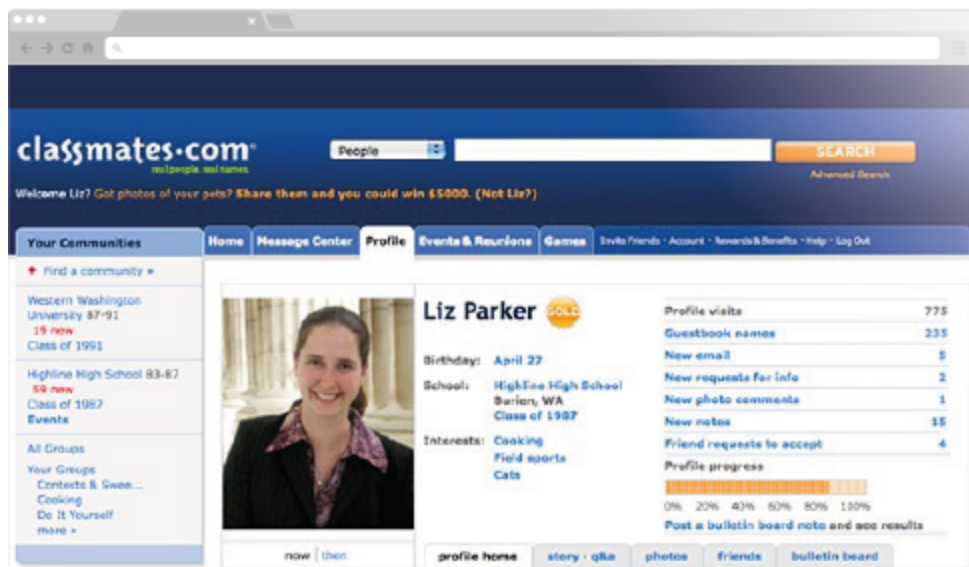 classmates.com
real people. real names.
People
SEARCH
Advanced Search
Welcome Liz? Got photos of your pets? Share them and you could win $5000. (Not Liz?)
Your Communities
Home Message Center Profile Events & Reunions Games Invite Friends · Account · Rewards & Benefits · Help · Log Out
Find a community »
Western Washington
University 87-91
19 new
Class of 1991
Highline High School 83-87
59 new
Class of 1987
Events
All Groups
Your Groups
Contests & Swee...
Cooking
Do It Yourself
more »
now | then
Liz Parker GOLD
Birthday: April 27
School: Highline High School
Burien, WA
Class of 1987
Interests: Cooking
Field sports
Cats
Profile visits 775
Guestbook names 235
New email 5
New requests for info 2
New photo comments 1
New notes 15
Friend requests to accept 4
Profile progress
0% 20% 40% 60% 80% 100%
Post a bulletin board note and see results
profile home story · q&a photos friends bulletin board